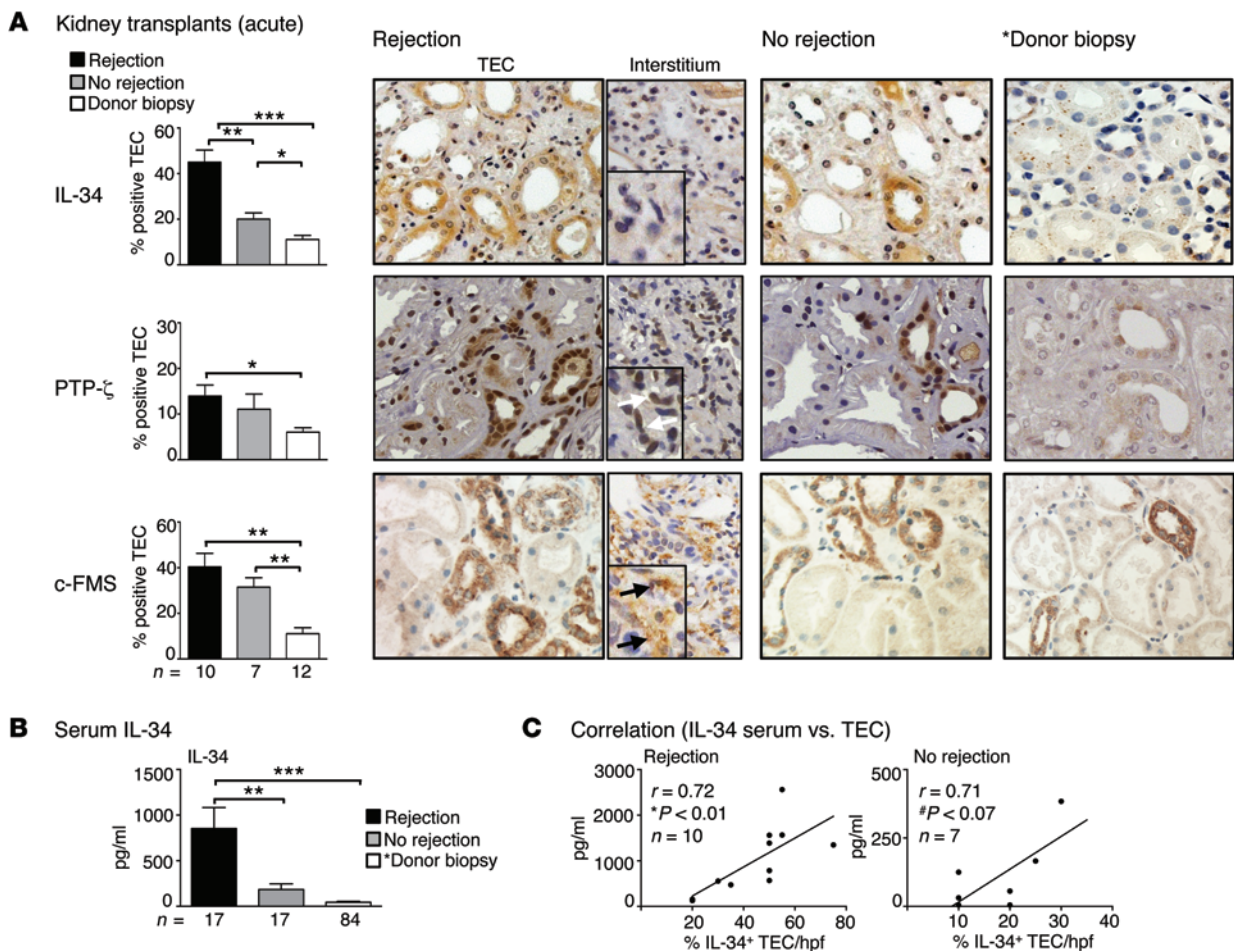 A Kidney transplants (acute)
Rejection
No rejection
Donor biopsy
Rejection
TEC
Interstitium
No rejection
*Donor biopsy
IL-34
% positive TEC
60
40
20
0
**
***
*
PTP-ζ
% positive TEC
30
20
10
0
*
c-FMS
% positive TEC
60
40
20
0
**
**
n = 10 7 12
B Serum IL-34
IL-34
pg/ml
1500
1000
500
0
***
**
Rejection
No rejection
*Donor biopsy
n = 17 17 84
C Correlation (IL-34 serum vs. TEC)
Rejection
pg/ml
3000
2000
1000
0
r = 0.72
*P < 0.01
n = 10
0 20 40 60 80
% IL-34+ TEC/hpf
No rejection
pg/ml
500
250
0
r = 0.71
#P < 0.07
n = 7
0 10 20 30 40
% IL-34+ TEC/hpf